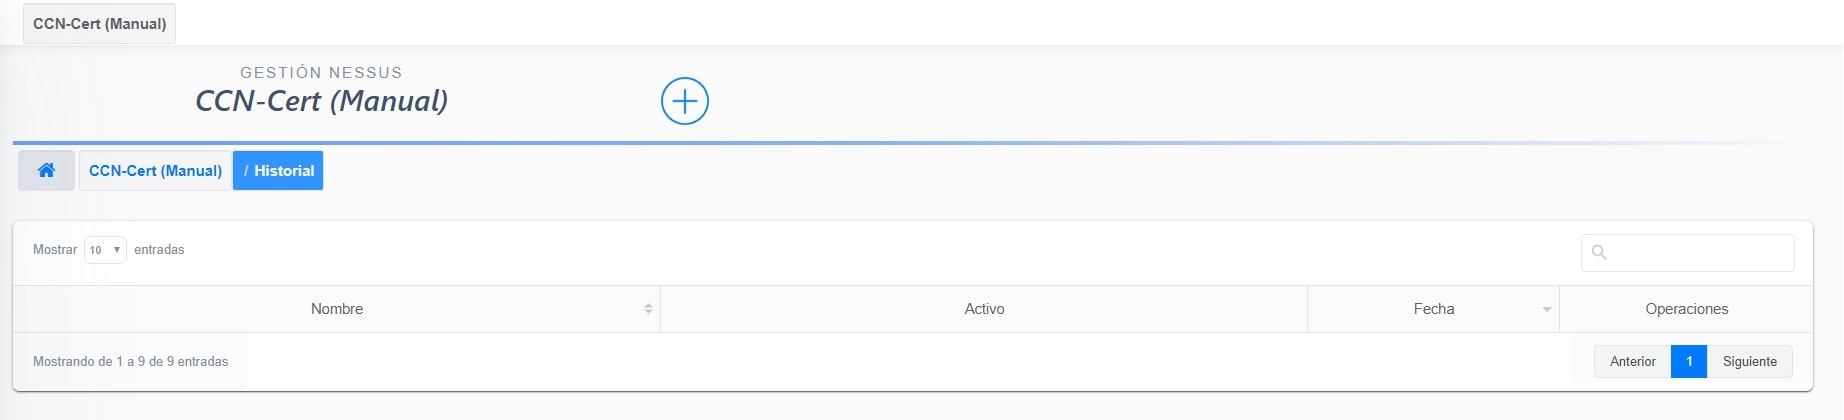 CCN-Cert (Manual)
GESTIÓN NESSUS
CCN-Cert (Manual)
CCN-Cert (Manual) / Historial
Mostrar 10 entradas
Nombre Activo Fecha Operaciones
Mostrando de 1 a 9 de 9 entradas Anterior 1 Siguiente